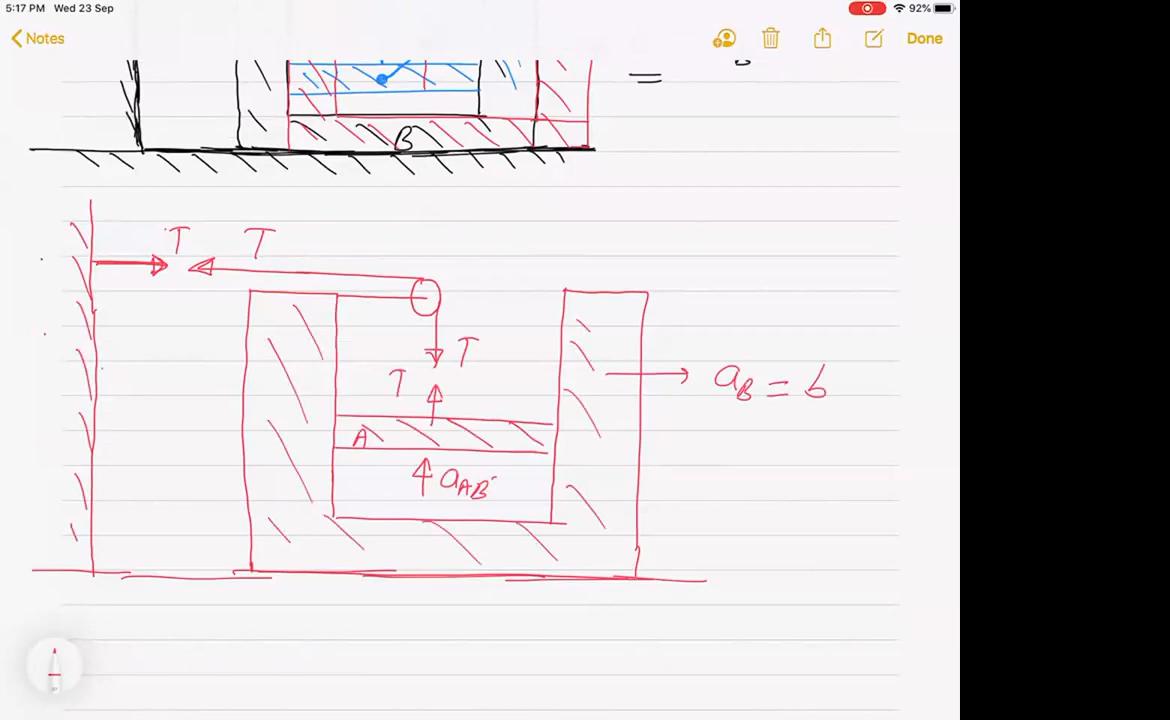 5:17 PM Wed 23 Sep
92%
Notes
Done
B
=
B
T T
T
T
a_B = b
A
a_AB